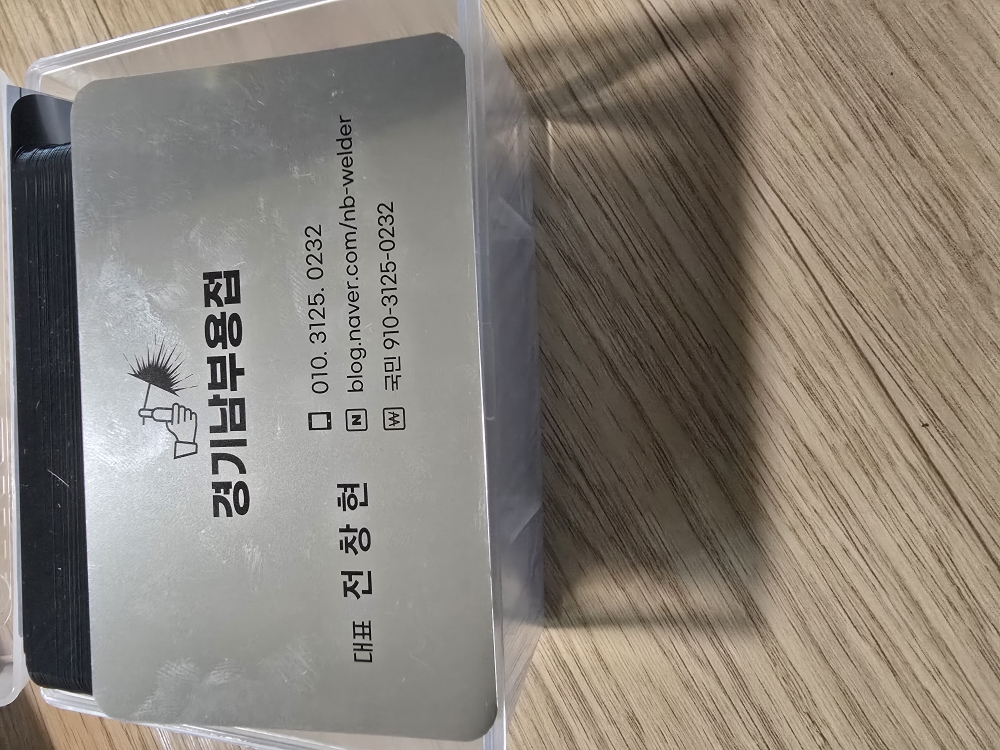 경기남부용접
대표 전창현
010. 3125. 0232
N blog.naver.com/nb-welder
₩ 국민 910-3125-0232